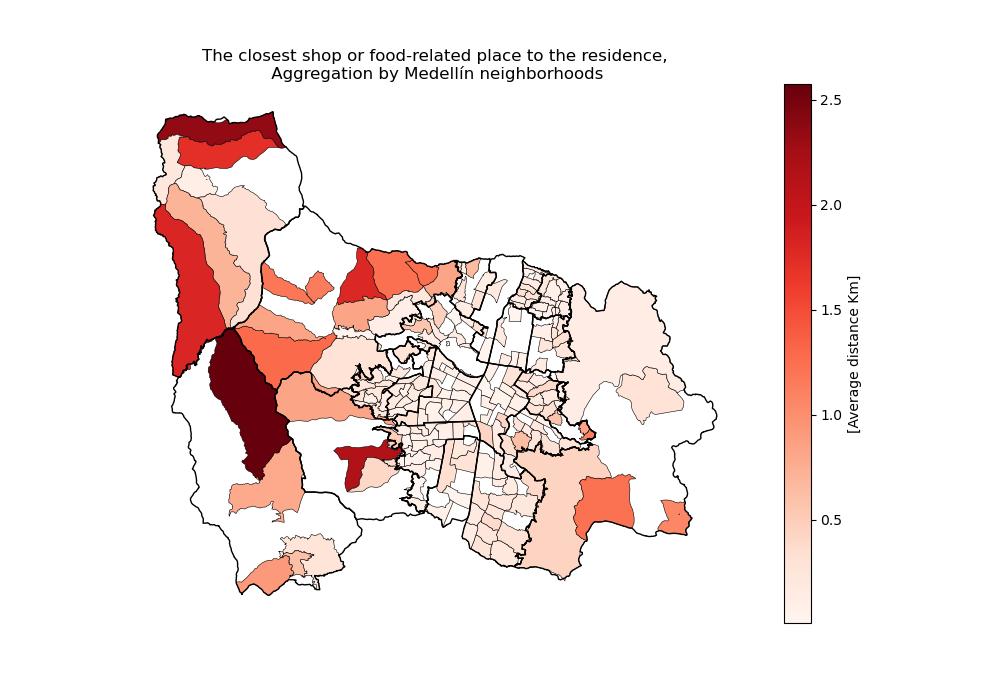 The closest shop or food-related place to the residence,
Aggregation by Medellín neighborhoods
2.5
2.0
1.5
1.0
0.5
[Average distance Km]